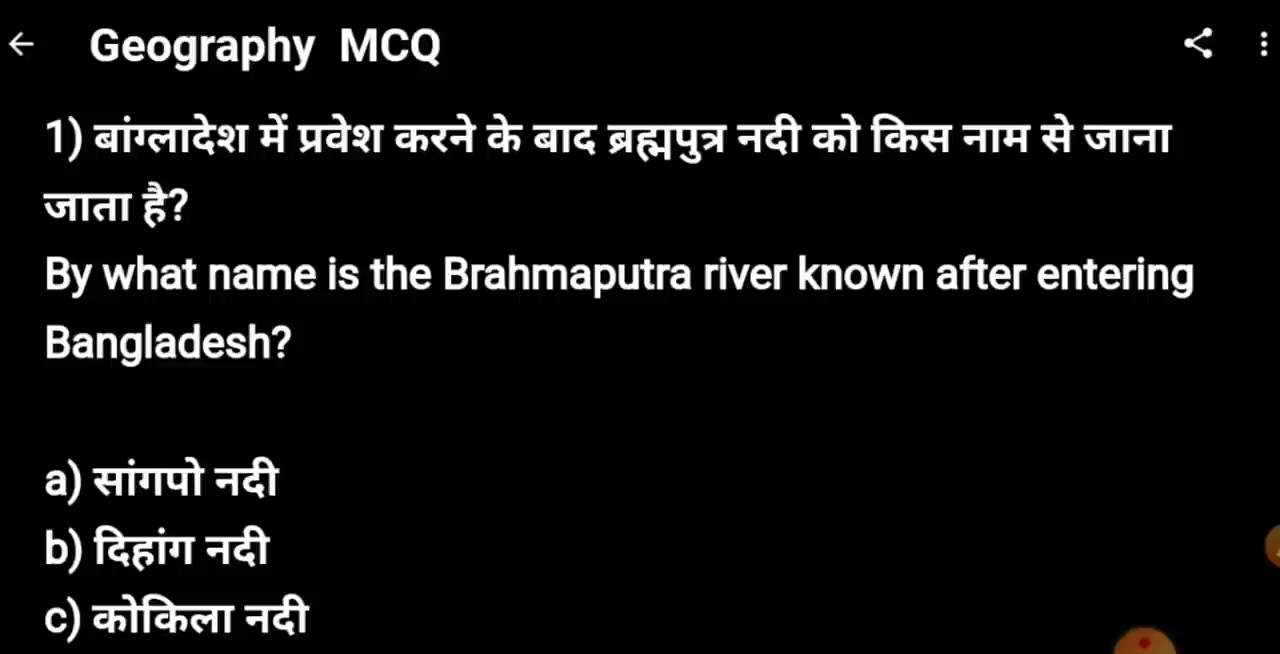 Geography MCQ
1) बांग्लादेश में प्रवेश करने के बाद ब्रह्मपुत्र नदी को किस नाम से जाना
जाता है?
By what name is the Brahmaputra river known after entering
Bangladesh?
a) सांगपो नदी
b) दिहांग नदी
c) कोकिला नदी